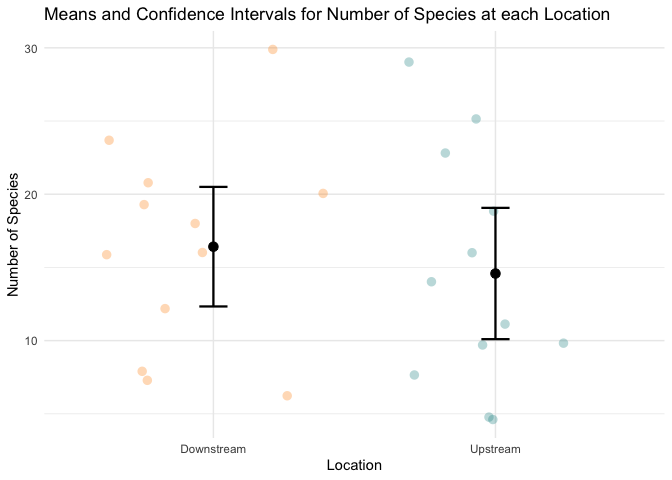 Means and Confidence Intervals for Number of Species at each Location
30
20
10
Number of Species
Downstream
Upstream
Location